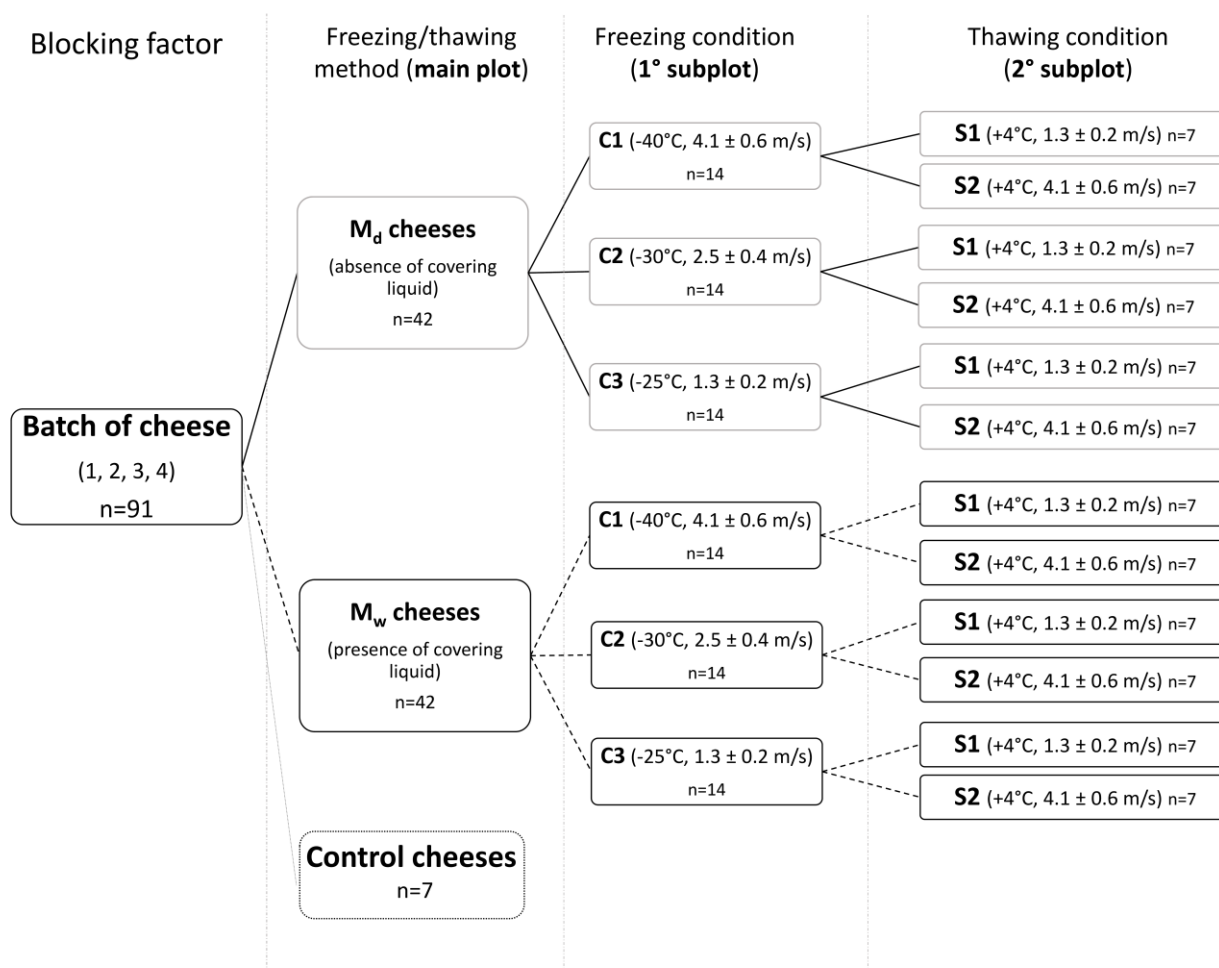 Blocking factor
Freezing/thawing
method (main plot)
Freezing condition
(1° subplot)
Thawing condition
(2° subplot)
Batch of cheese
(1, 2, 3, 4)
n=91
M_d cheeses
(absence of covering
liquid)
n=42
C1 (-40°C, 4.1 ± 0.6 m/s)
n=14
S1 (+4°C, 1.3 ± 0.2 m/s) n=7
S2 (+4°C, 4.1 ± 0.6 m/s) n=7
C2 (-30°C, 2.5 ± 0.4 m/s)
n=14
S1 (+4°C, 1.3 ± 0.2 m/s) n=7
S2 (+4°C, 4.1 ± 0.6 m/s) n=7
C3 (-25°C, 1.3 ± 0.2 m/s)
n=14
S1 (+4°C, 1.3 ± 0.2 m/s) n=7
S2 (+4°C, 4.1 ± 0.6 m/s) n=7
M_w cheeses
(presence of covering
liquid)
n=42
C1 (-40°C, 4.1 ± 0.6 m/s)
n=14
S1 (+4°C, 1.3 ± 0.2 m/s) n=7
S2 (+4°C, 4.1 ± 0.6 m/s) n=7
C2 (-30°C, 2.5 ± 0.4 m/s)
n=14
S1 (+4°C, 1.3 ± 0.2 m/s) n=7
S2 (+4°C, 4.1 ± 0.6 m/s) n=7
C3 (-25°C, 1.3 ± 0.2 m/s)
n=14
S1 (+4°C, 1.3 ± 0.2 m/s) n=7
S2 (+4°C, 4.1 ± 0.6 m/s) n=7
Control cheeses
n=7